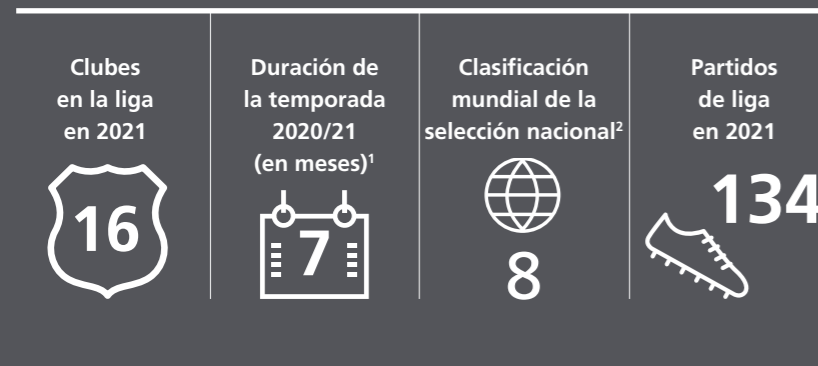 Clubes
en la liga
en 2021
16
Duración de
la temporada
2020/21
(en meses)¹
7
Clasificación
mundial de la
selección nacional²
8
Partidos
de liga
en 2021
134